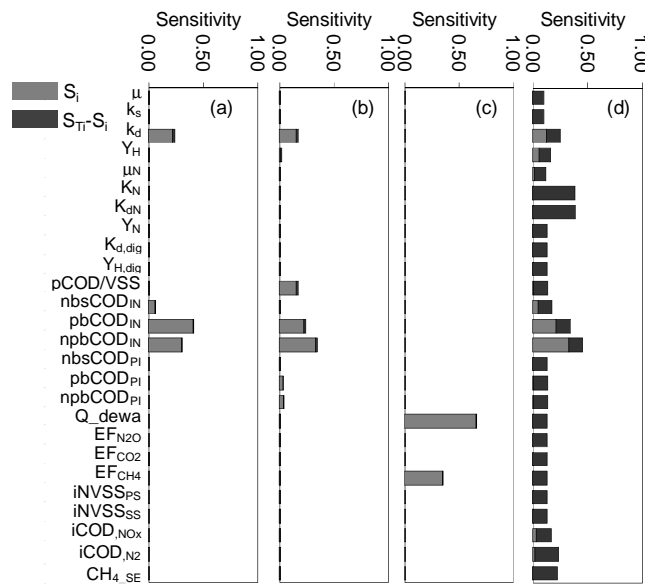 Sensitivity Sensitivity Sensitivity Sensitivity
0.00 0.50 1.00 0.00 0.50 1.00 0.00 0.50 1.00 0.00 0.50 1.00
Si
STi-Si
(a) (b) (c) (d)
μ
ks
kd
YH
μN
KN
KdN
YN
Kd,dig
YH,dig
pCOD/VSS
nbsCODIN
pbCODIN
npbCODIN
nbsCODPI
pbCODPI
npbCODPI
Q_dewa
EFN2O
EFCO2
EFCH4
iNVSSPS
iNVSSSS
iCOD,NOx
iCOD,N2
CH4_SE